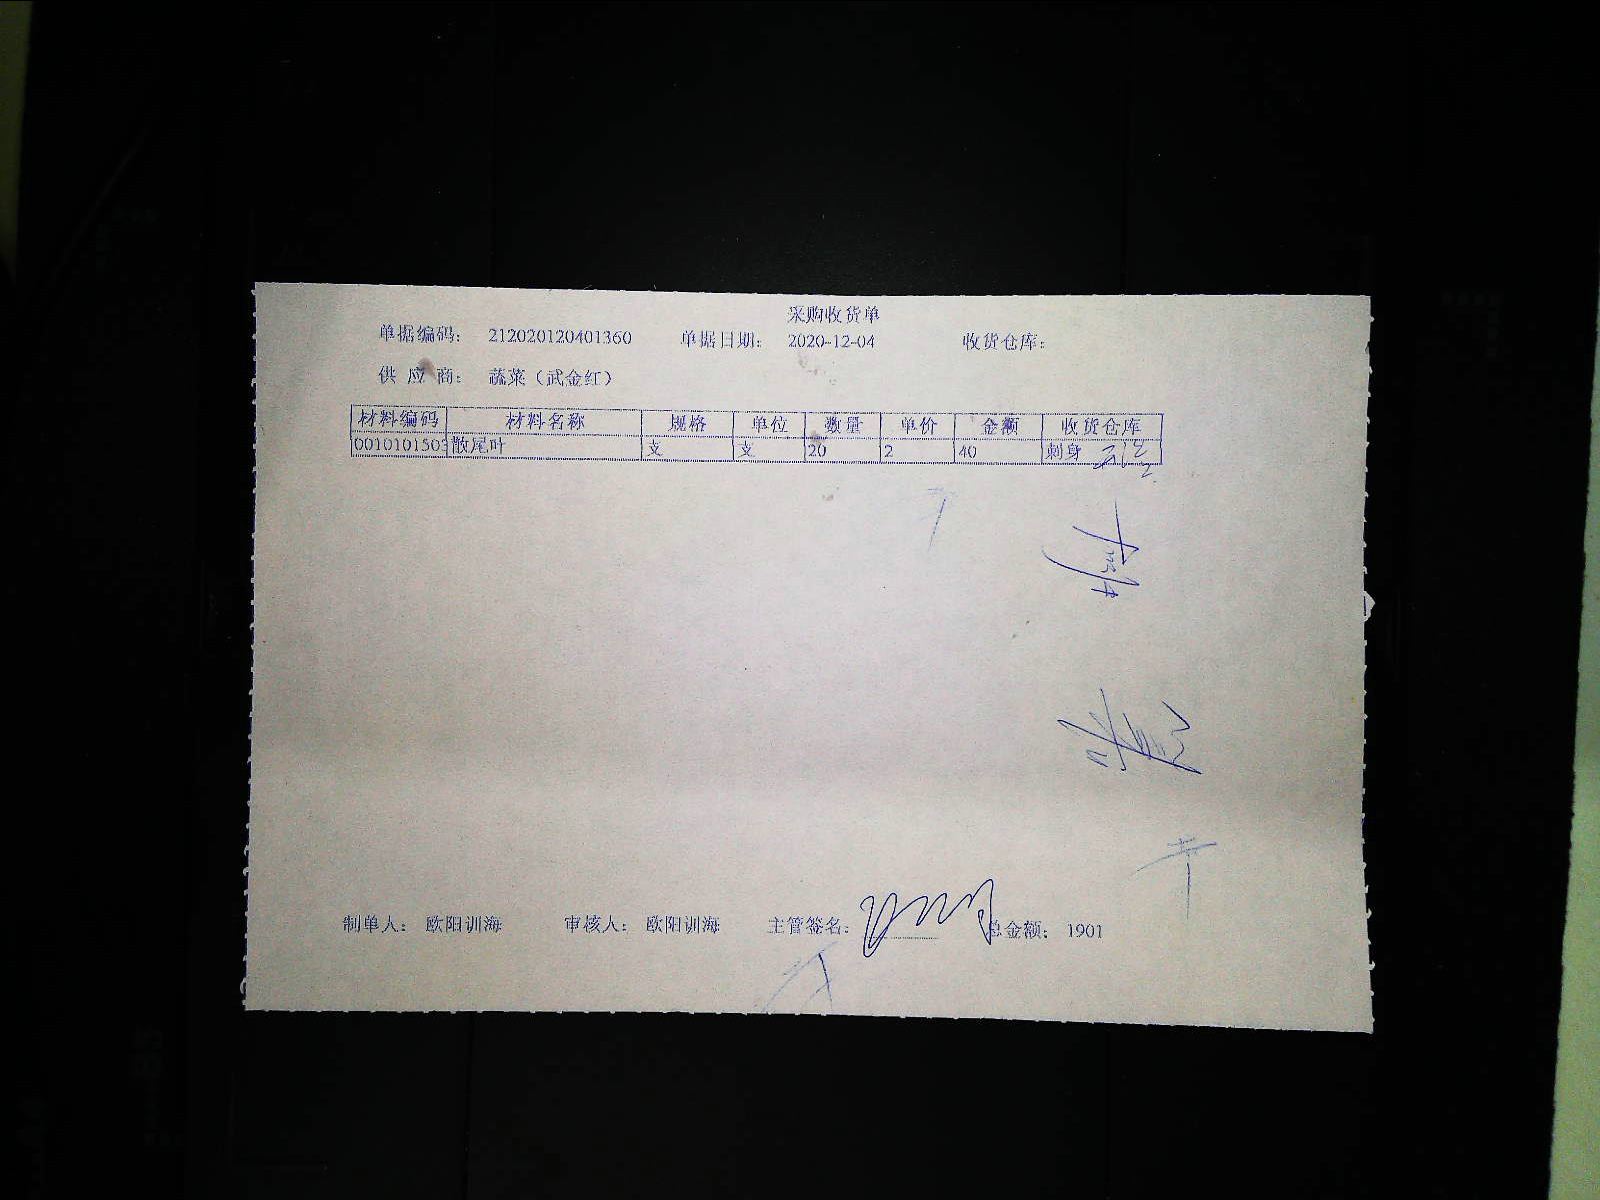 采购收货单
单据编码： 212020120401360 单据日期： 2020-12-04 收货仓库：
供 应 商： 蔬菜（武金红）
材料编码 材料名称 规格 单位 数量 单价 金额 收货仓库
0010101503 散尾叶 支 支 20 2 40 刺身
制单人： 欧阳训海 审核人： 欧阳训海 主管签名： 总金额： 1901